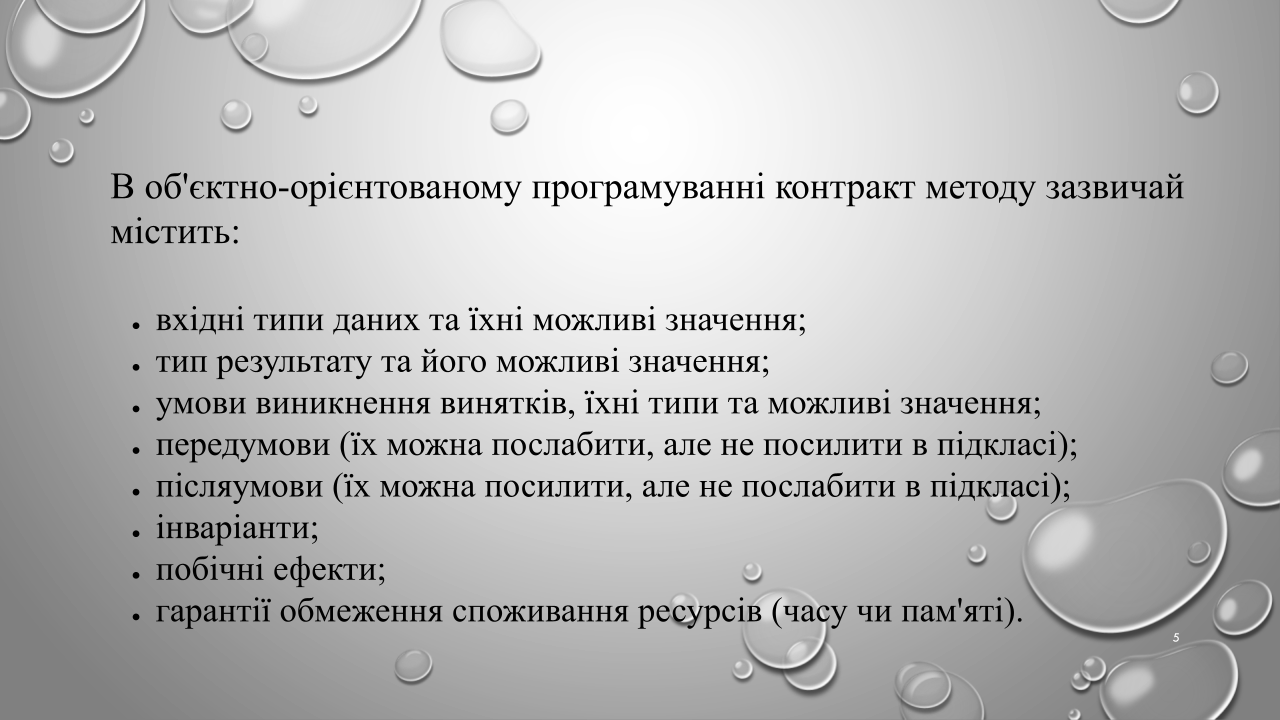 В об'єктно-орієнтованому програмуванні контракт методу зазвичай
містить:
• вхідні типи даних та їхні можливі значення;
• тип результату та його можливі значення;
• умови виникнення винятків, їхні типи та можливі значення;
• передумови (їх можна послабити, але не посилити в підкласі);
• післяумови (їх можна посилити, але не послабити в підкласі);
• інваріанти;
• побічні ефекти;
• гарантії обмеження споживання ресурсів (часу чи пам'яті).
5